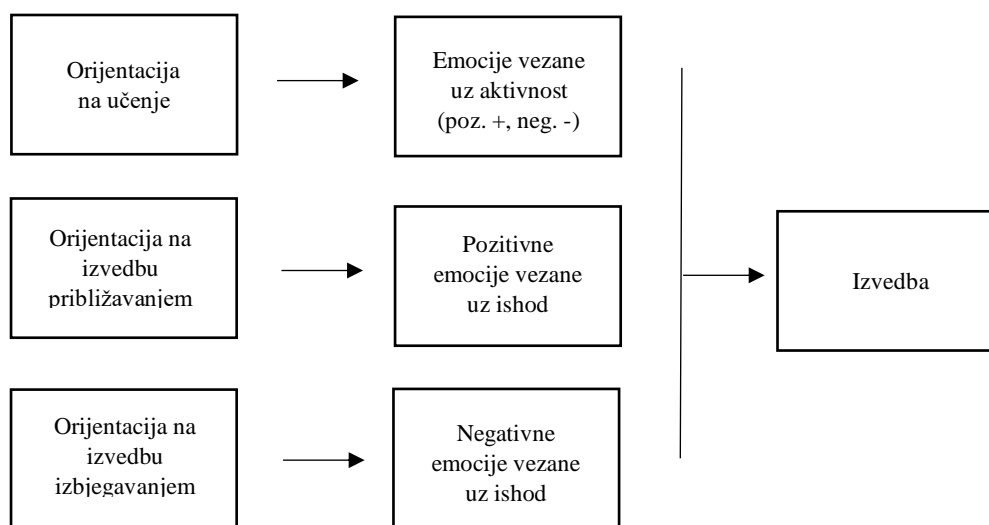 Orijentacija
na učenje
Emocije vezane
uz aktivnost
(poz. +, neg. -)
Orijentacija na
izvedbu
približavanjem
Pozitivne
emocije vezane
uz ishod
Izvedba
Orijentacija na
izvedbu
izbjegavanjem
Negativne
emocije vezane
uz ishod